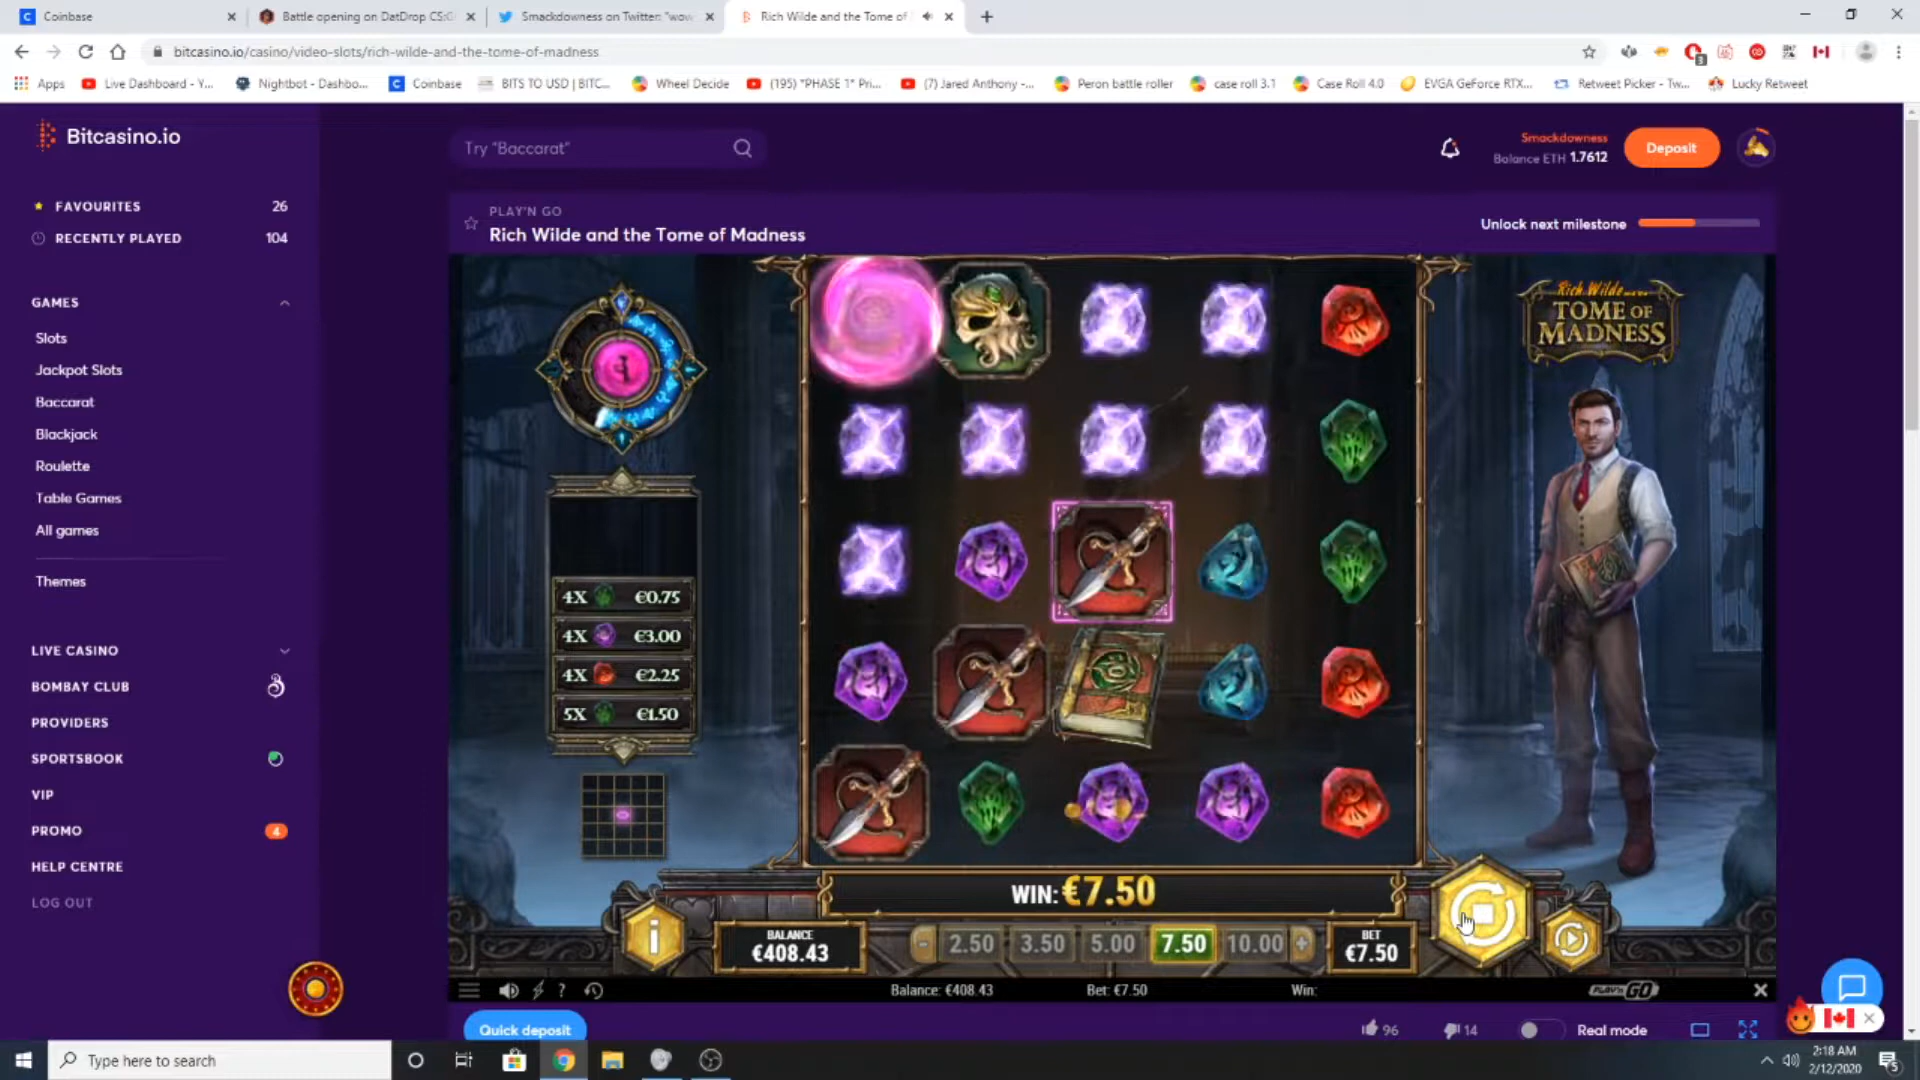 Coinbase
Battle opening on DatDrop CS:G
Smackdowness on Twitter: "wow
Rich Wilde and the Tome of
bitcasino.io/casino/video-slots/rich-wilde-and-the-tome-of-madness
Apps
Live Dashboard - Y...
Nightbot - Dashbo...
Coinbase
BITS TO USD | BITC...
Wheel Decide
(195) *PHASE 1* Pri...
(7) Jared Anthony -...
Peron battle roller
case roll 3.1
Case Roll 4.0
EVGA GeForce RTX...
Retweet Picker - Tw...
Lucky Retweet
Bitcasino.io
Try "Baccarat"
Smackdowness
Balance ETH 1.7612
Deposit
FAVOURITES 26
RECENTLY PLAYED 104
GAMES
Slots
Jackpot Slots
Baccarat
Blackjack
Roulette
Table Games
All games
Themes
LIVE CASINO
BOMBAY CLUB
PROVIDERS
SPORTSBOOK
VIP
PROMO 4
HELP CENTRE
LOG OUT
PLAY'N GO
Rich Wilde and the Tome of Madness
Unlock next milestone
Rich Wilde and the
TOME OF
MADNESS
4X €0.75
4X €3.00
4X €2.25
5X €1.50
WIN: €7.50
BALANCE
€408.43
- 2.50 3.50 5.00 7.50 10.00 +
BET
€7.50
Balance: €408.43
Bet: €7.50
Win:
PLAY'N GO
Quick deposit
96
14
Real mode
Type here to search
2:18 AM
2/12/2020
5